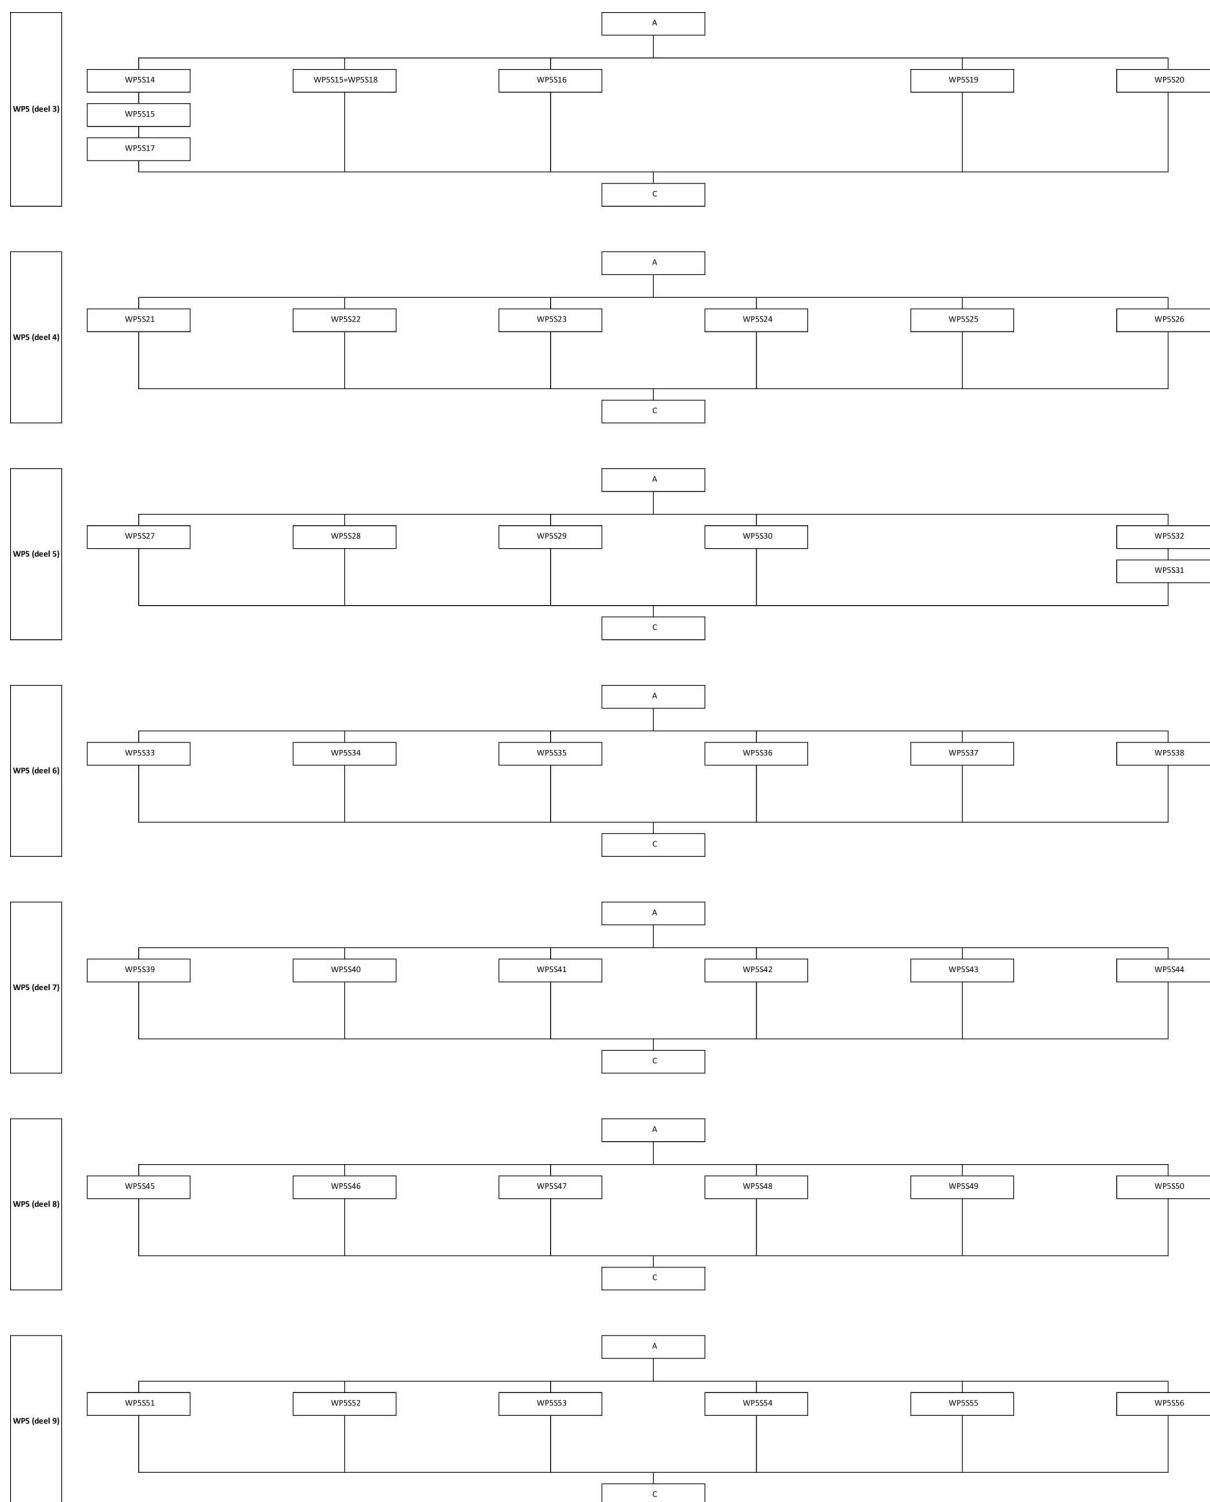 A
WP5S14 WP5S15=WP5S18 WP5S16 WP5S19 WP5S20
WP5 (deel 3)
WP5S15
WP5S17
C
A
WP5S21 WP5S22 WP5S23 WP5S24 WP5S25 WP5S26
WP5 (deel 4)
C
A
WP5S27 WP5S28 WP5S29 WP5S30 WP5S32
WP5 (deel 5)
WP5S31
C
A
WP5S33 WP5S34 WP5S35 WP5S36 WP5S37 WP5S38
WP5 (deel 6)
C
A
WP5S39 WP5S40 WP5S41 WP5S42 WP5S43 WP5S44
WP5 (deel 7)
C
A
WP5S45 WP5S46 WP5S47 WP5S48 WP5S49 WP5S50
WP5 (deel 8)
C
A
WP5S51 WP5S52 WP5S53 WP5S54 WP5S55 WP5S56
WP5 (deel 9)
C